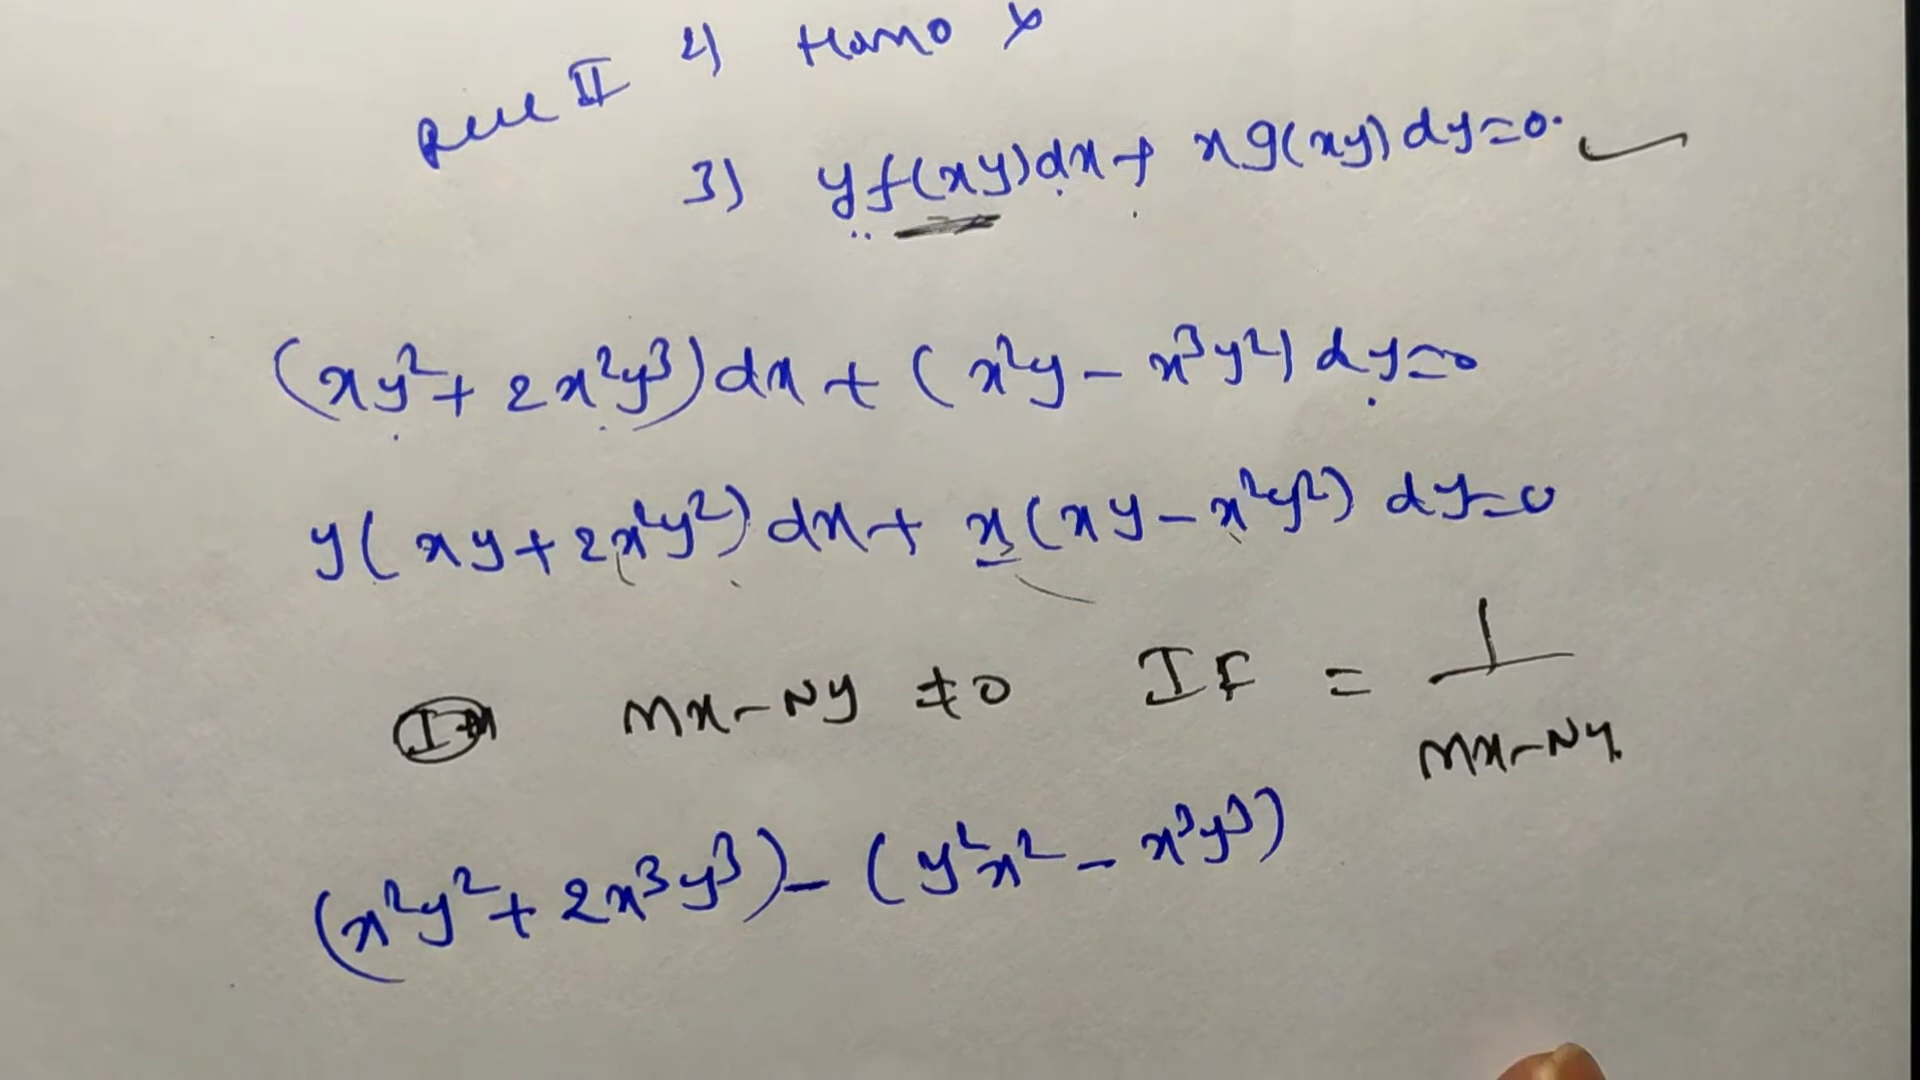 2) Homo x
Rule II
3) yf(xy)dx + xg(xy)dy=0.
(xy²+ 2x²y³)dx + (x²y - x³y²)dy=0
y(xy+2x²y²)dx + x(xy-x²y²) dy=0
Mx-Ny ≠0 IF = 1/(Mx-Ny)
(x²y²+ 2x³y³) - (y²x² - x³y³)